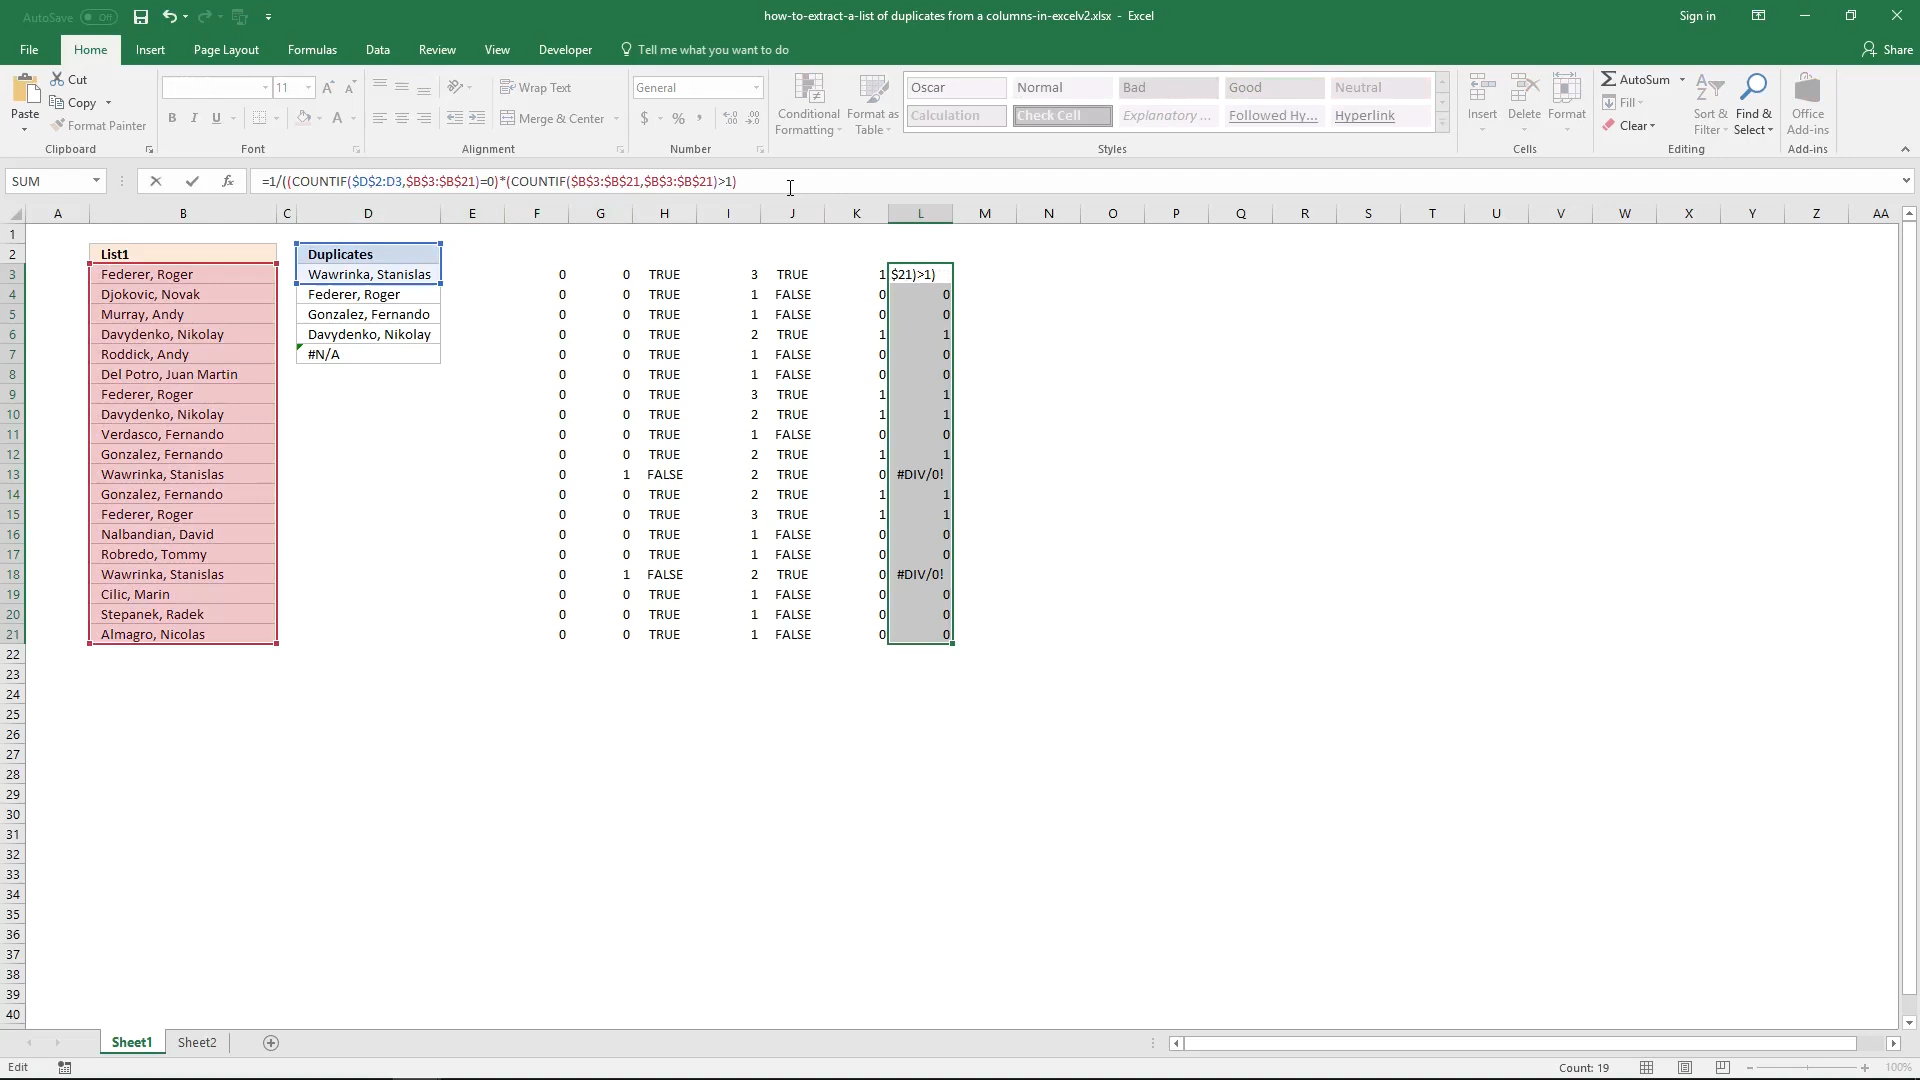 AutoSave Off how-to-extract-a-list of duplicates from a columns-in-excelv2.xlsx - Excel Sign in
File Home Insert Page Layout Formulas Data Review View Developer Tell me what you want to do Share
Paste Cut Copy Format Painter Clipboard
11 B I U A Font
Wrap Text Merge & Center Alignment
General $ % , Number
Conditional Formatting Format as Table
Oscar Normal Bad Good Neutral
Calculation Check Cell Explanatory ... Followed Hy... Hyperlink
Styles
Insert Delete Format Cells
AutoSum Fill Clear Sort & Filter Find & Select Editing
Office Add-ins Add-ins
SUM fx =1/((COUNTIF($D$2:D3,$B$3:$B$21)=0)*(COUNTIF($B$3:$B$21,$B$3:$B$21)>1)
A B C D E F G H I J K L M N O P Q R S T U V W X Y Z AA
1
2 List1 Duplicates
3 Federer, Roger Wawrinka, Stanislas 0 0 TRUE 3 TRUE 1 $21)>1)
4 Djokovic, Novak Federer, Roger 0 0 TRUE 1 FALSE 0 0
5 Murray, Andy Gonzalez, Fernando 0 0 TRUE 1 FALSE 0 0
6 Davydenko, Nikolay Davydenko, Nikolay 0 0 TRUE 2 TRUE 1 1
7 Roddick, Andy #N/A 0 0 TRUE 1 FALSE 0 0
8 Del Potro, Juan Martin 0 0 TRUE 1 FALSE 0 0
9 Federer, Roger 0 0 TRUE 3 TRUE 1 1
10 Davydenko, Nikolay 0 0 TRUE 2 TRUE 1 1
11 Verdasco, Fernando 0 0 TRUE 1 FALSE 0 0
12 Gonzalez, Fernando 0 0 TRUE 2 TRUE 1 1
13 Wawrinka, Stanislas 0 1 FALSE 2 TRUE 0 #DIV/0!
14 Gonzalez, Fernando 0 0 TRUE 2 TRUE 1 1
15 Federer, Roger 0 0 TRUE 3 TRUE 1 1
16 Nalbandian, David 0 0 TRUE 1 FALSE 0 0
17 Robredo, Tommy 0 0 TRUE 1 FALSE 0 0
18 Wawrinka, Stanislas 0 1 FALSE 2 TRUE 0 #DIV/0!
19 Cilic, Marin 0 0 TRUE 1 FALSE 0 0
20 Stepanek, Radek 0 0 TRUE 1 FALSE 0 0
21 Almagro, Nicolas 0 0 TRUE 1 FALSE 0 0
22
23
24
25
26
27
28
29
30
31
32
33
34
35
36
37
38
39
40
Sheet1 Sheet2
Edit Count: 19 100%